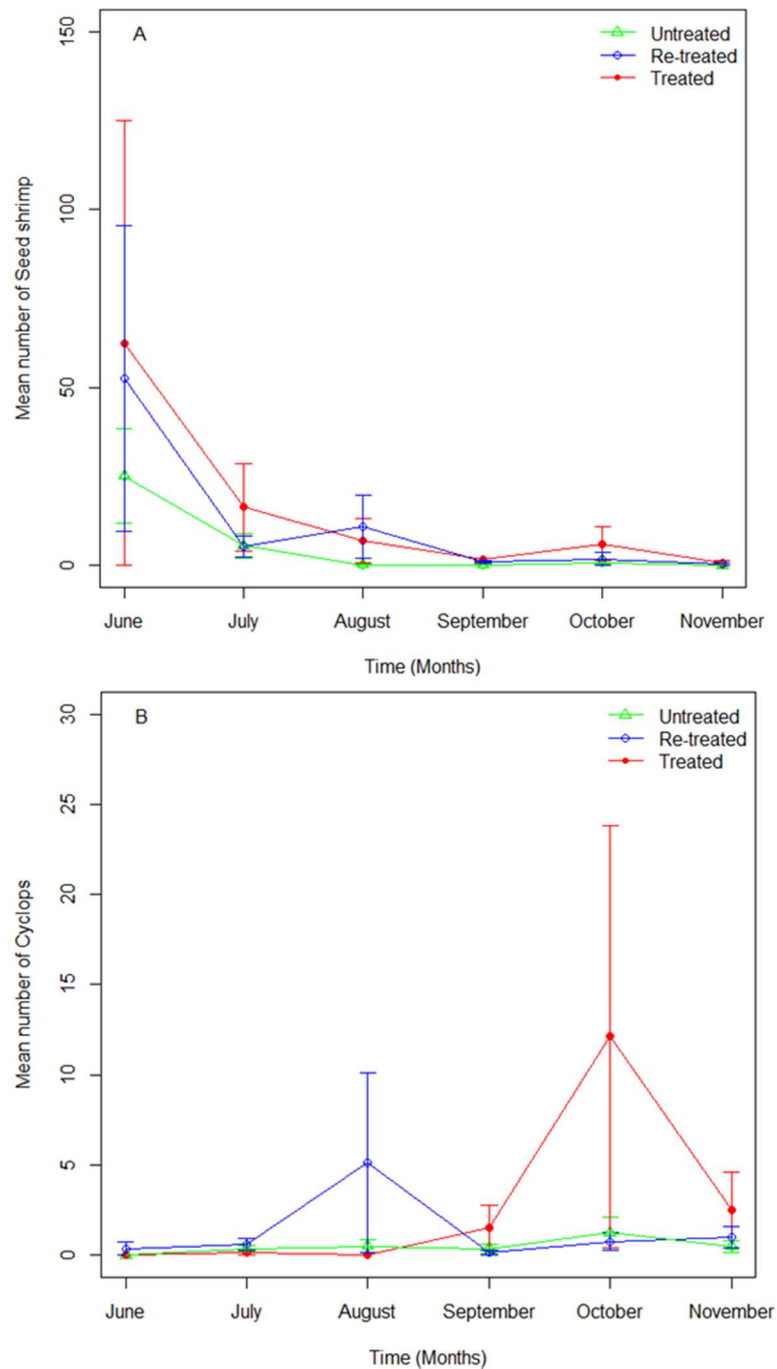 A
Untreated
Re-treated
Treated
150
100
50
0
Mean number of Seed shrimp
June July August September October November
Time (Months)
B
Untreated
Re-treated
Treated
30
25
20
15
10
5
0
Mean number of Cyclops
June July August September October November
Time (Months)